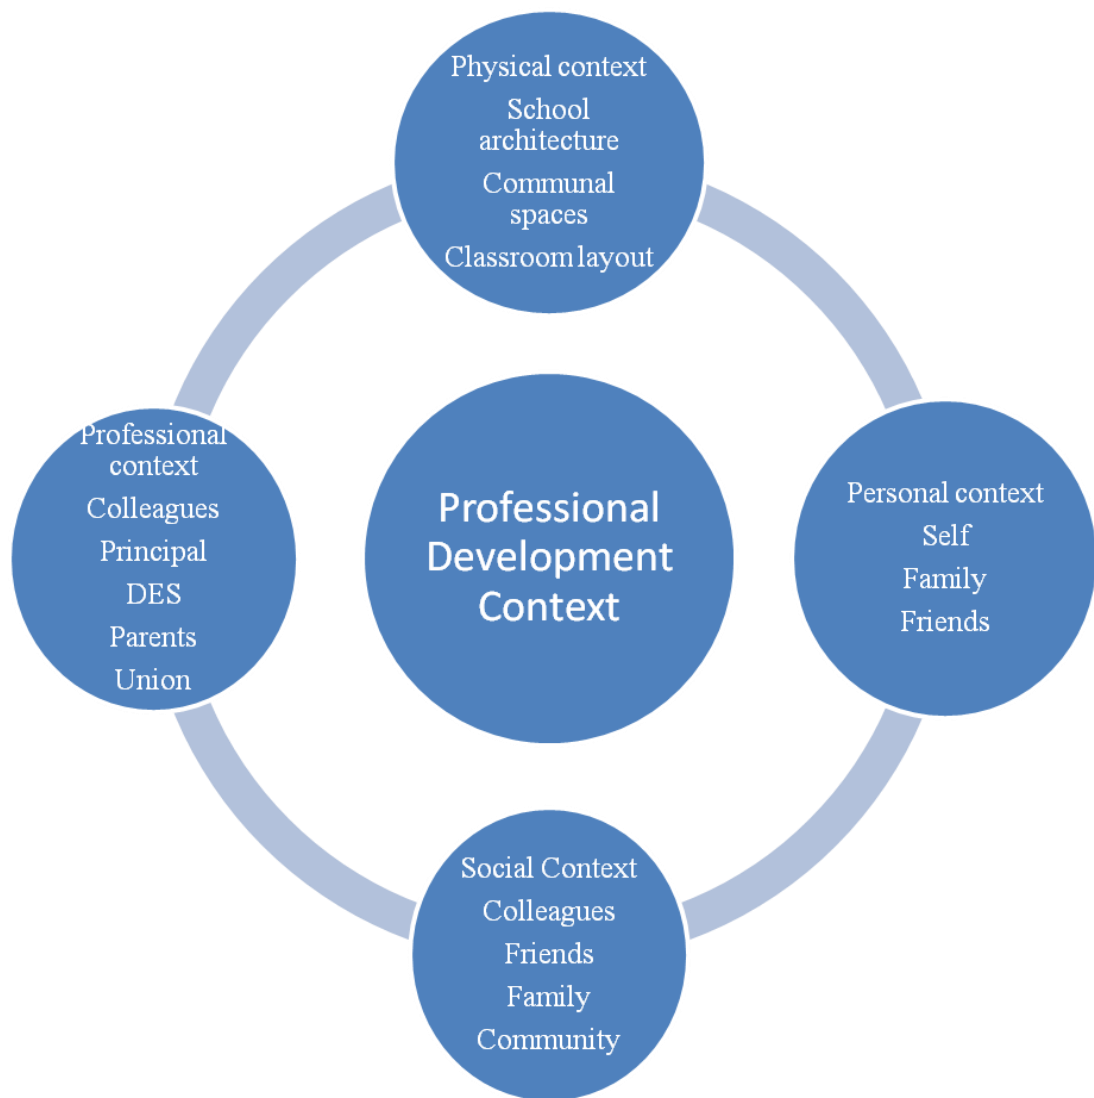 Physical context
School
architecture
Communal
spaces
Classroom layout
Professional
context
Colleagues
Principal
DES
Parents
Union
Professional
Development
Context
Personal context
Self
Family
Friends
Social Context
Colleagues
Friends
Family
Community